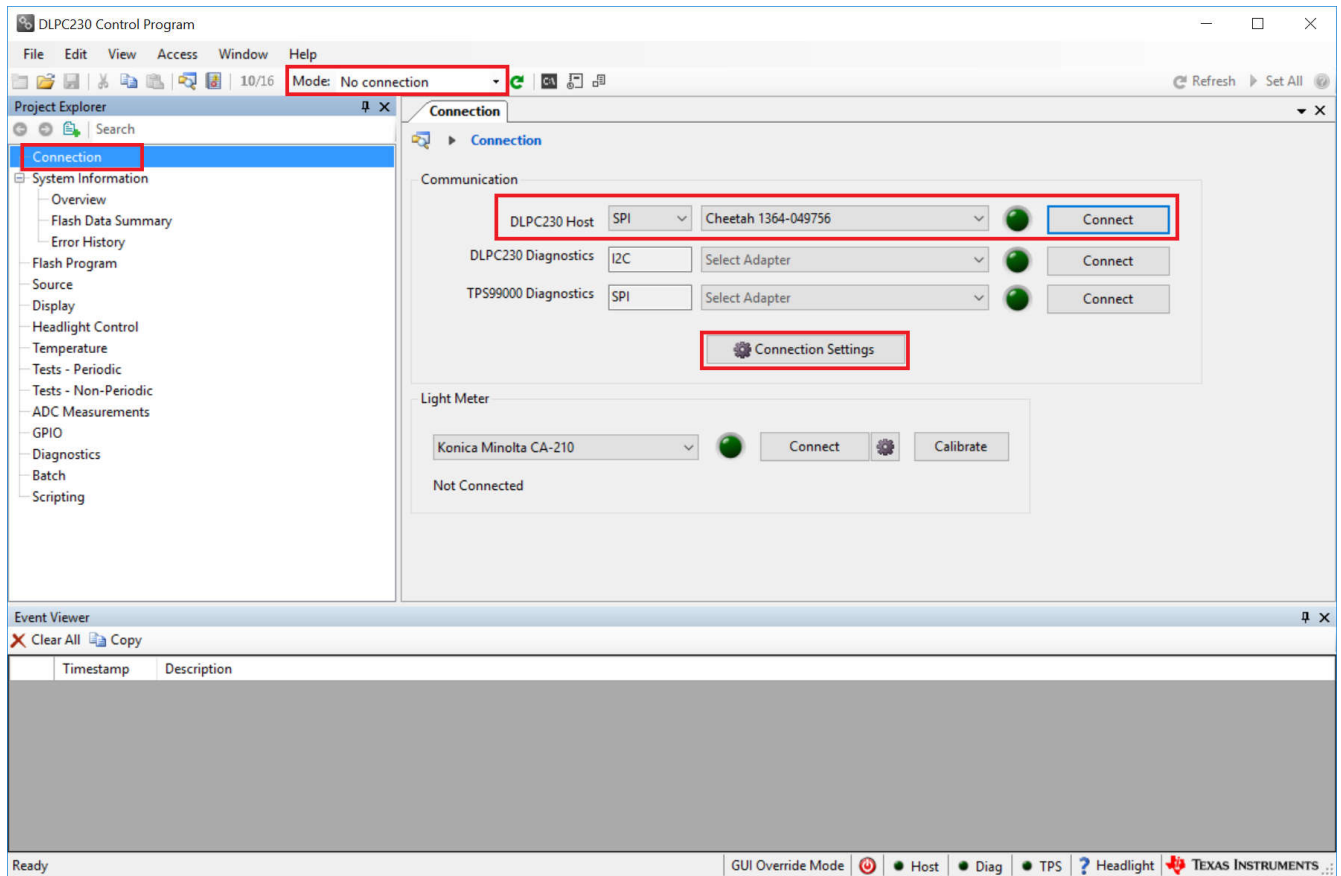 DLPC230 Control Program
File Edit View Access Window Help
10/16 Mode: No connection C:\ Refresh Set All
Project Explorer
Search
Connection
System Information
Overview
Flash Data Summary
Error History
Flash Program
Source
Display
Headlight Control
Temperature
Tests - Periodic
Tests - Non-Periodic
ADC Measurements
GPIO
Diagnostics
Batch
Scripting
Connection
Connection
Communication
DLPC230 Host SPI Cheetah 1364-049756 Connect
DLPC230 Diagnostics I2C Select Adapter Connect
TPS99000 Diagnostics SPI Select Adapter Connect
Connection Settings
Light Meter
Konica Minolta CA-210 Connect Calibrate
Not Connected
Event Viewer
Clear All Copy
Timestamp Description
Ready GUI Override Mode Host Diag TPS ? Headlight TEXAS INSTRUMENTS